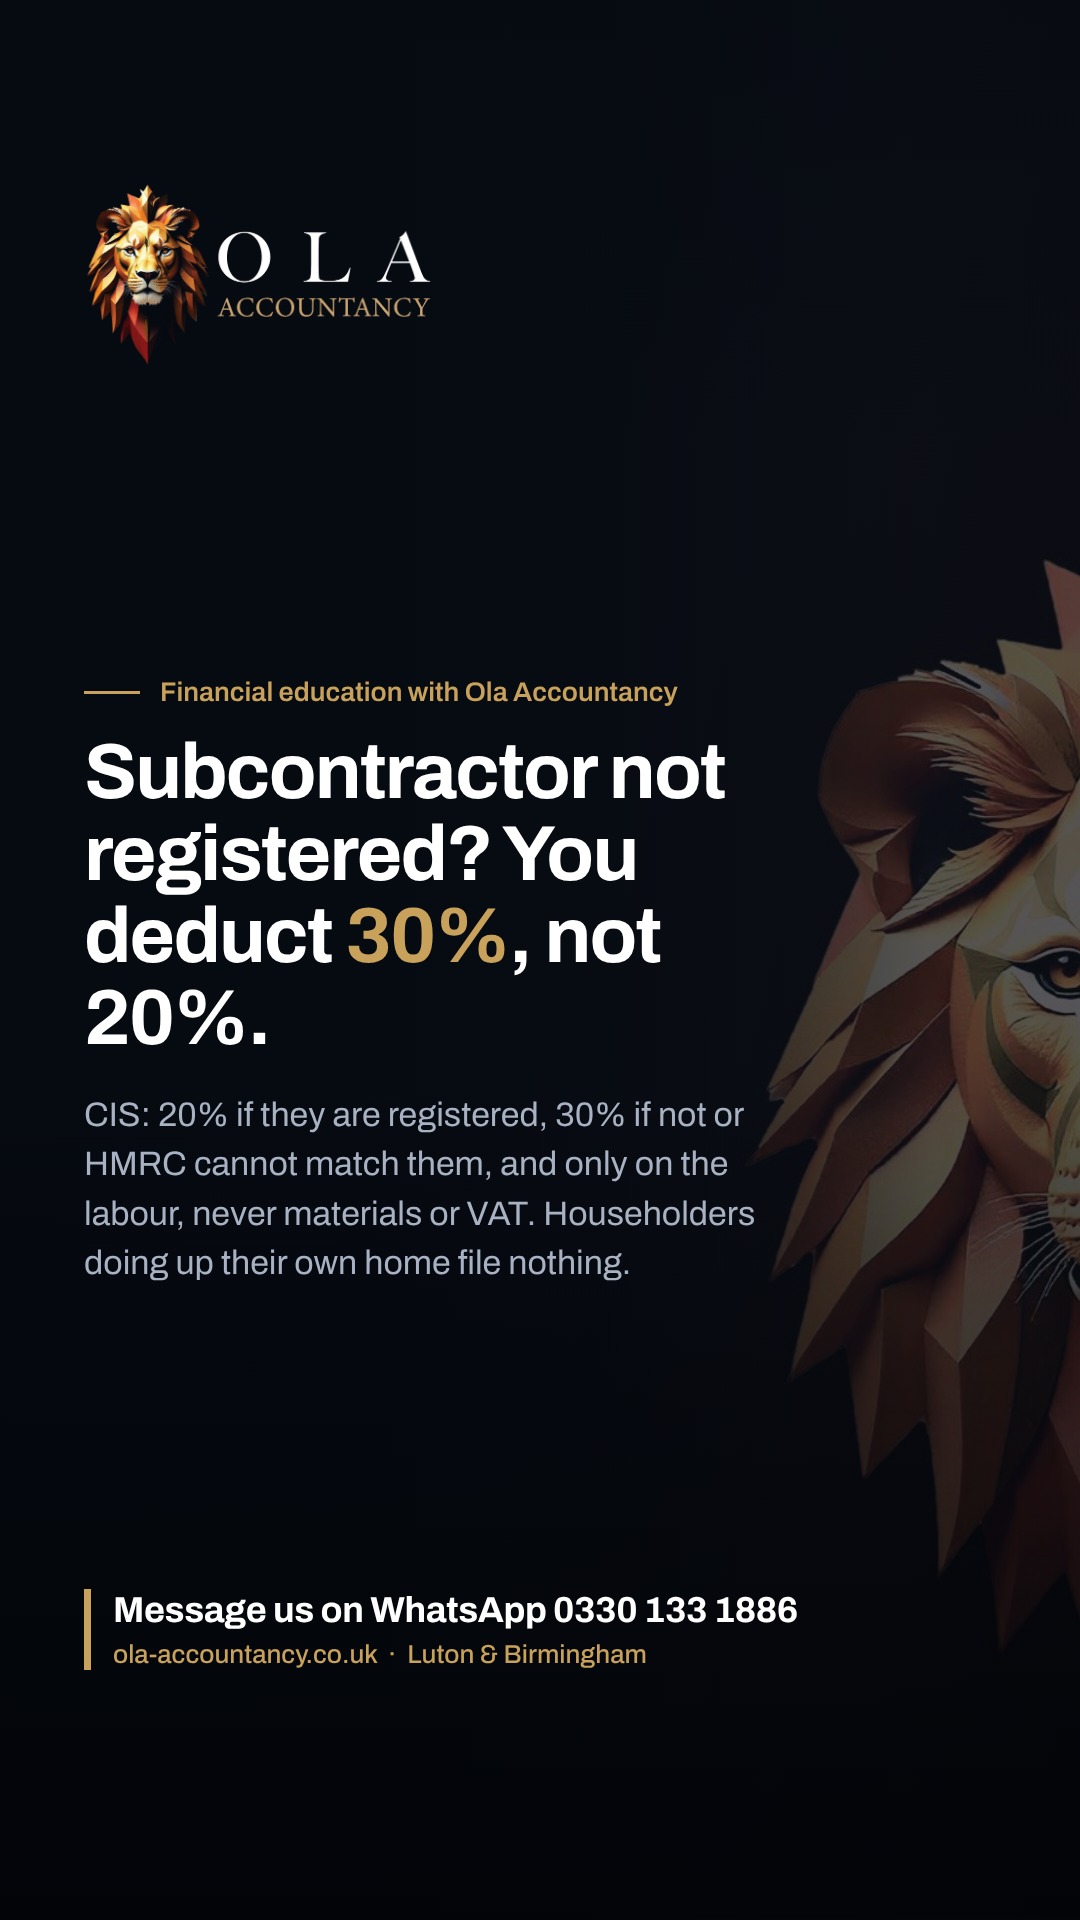 OLA
ACCOUNTANCY
Financial education with Ola Accountancy
Subcontractor not
registered? You
deduct 30%, not
20%.
CIS: 20% if they are registered, 30% if not or
HMRC cannot match them, and only on the
labour, never materials or VAT. Householders
doing up their own home file nothing.
Message us on WhatsApp 0330 133 1886
ola-accountancy.co.uk · Luton & Birmingham